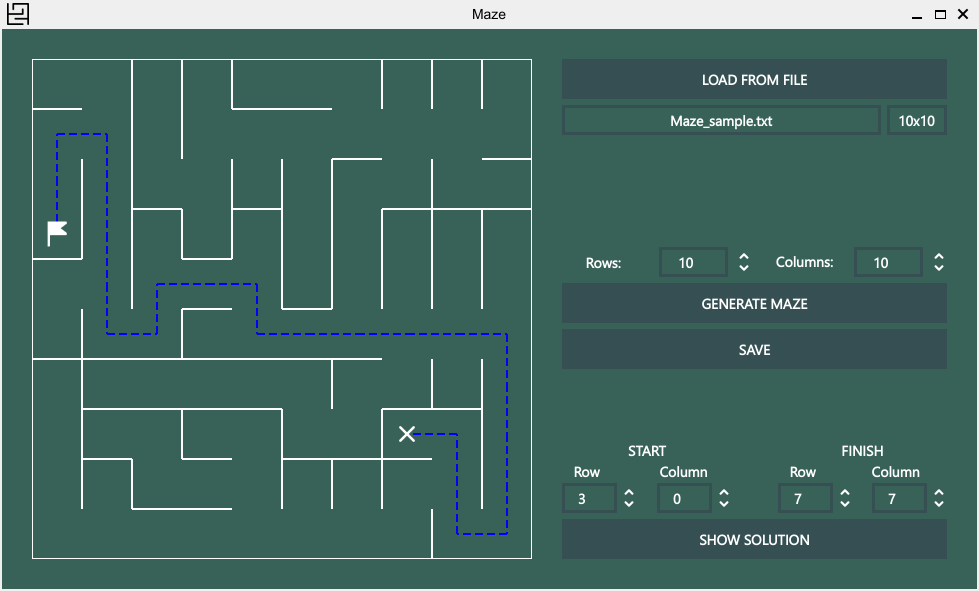 Maze
LOAD FROM FILE
Maze_sample.txt 10x10
Rows: 10 Columns: 10
GENERATE MAZE
SAVE
START FINISH
Row Column Row Column
3 0 7 7
SHOW SOLUTION